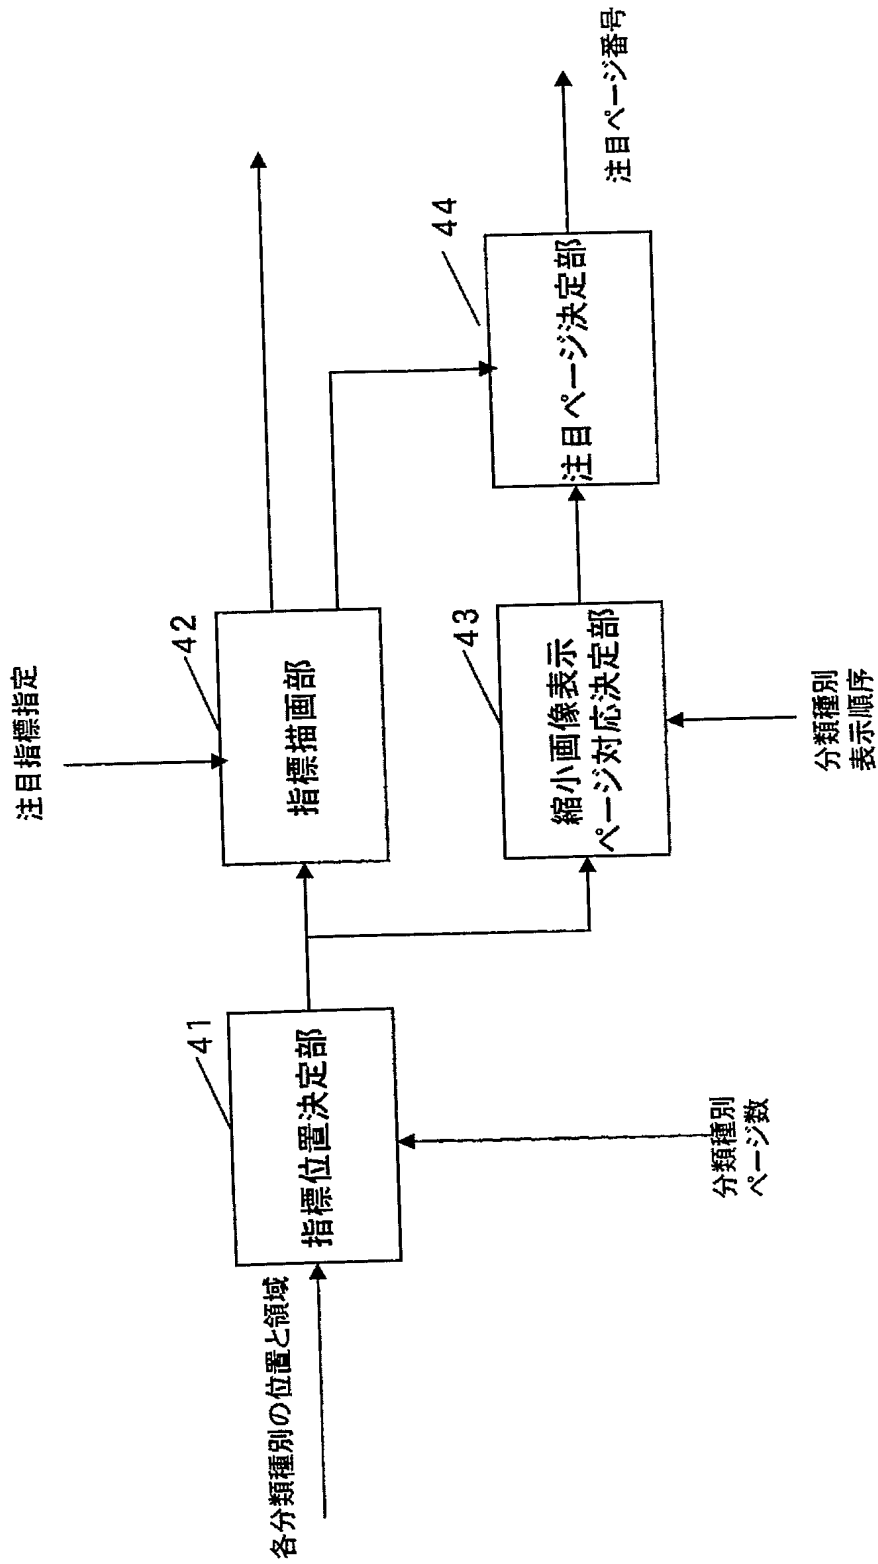 注目指標指定
42
指標描画部
44
注目ページ決定部
注目ページ番号
41
指標位置決定部
各分類種別の位置と領域
43
縮小画像表示
ページ対応決定部
分類種別
ページ数
分類種別
表示順序